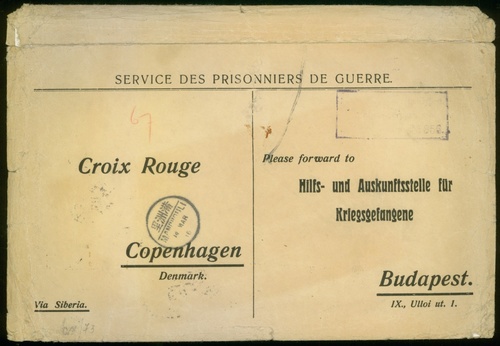 SERVICE DES PRISONNIERS DE GUERRE.
Croix Rouge
Copenhagen
Denmark.
Via Siberia.
Please forward to
Hilfs- und Auskunftsstelle für
Kriegsgefangene
Budapest.
IX., Ulloi ut. 1.